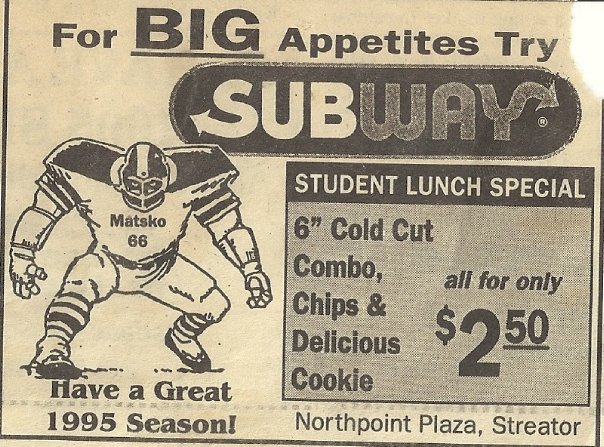 For BIG Appetites Try
SUBWAY®
Matsko
66
STUDENT LUNCH SPECIAL
6” Cold Cut
Combo,
Chips &
Delicious
Cookie
all for only
$2 50
Have a Great
1995 Season!
Northpoint Plaza, Streator